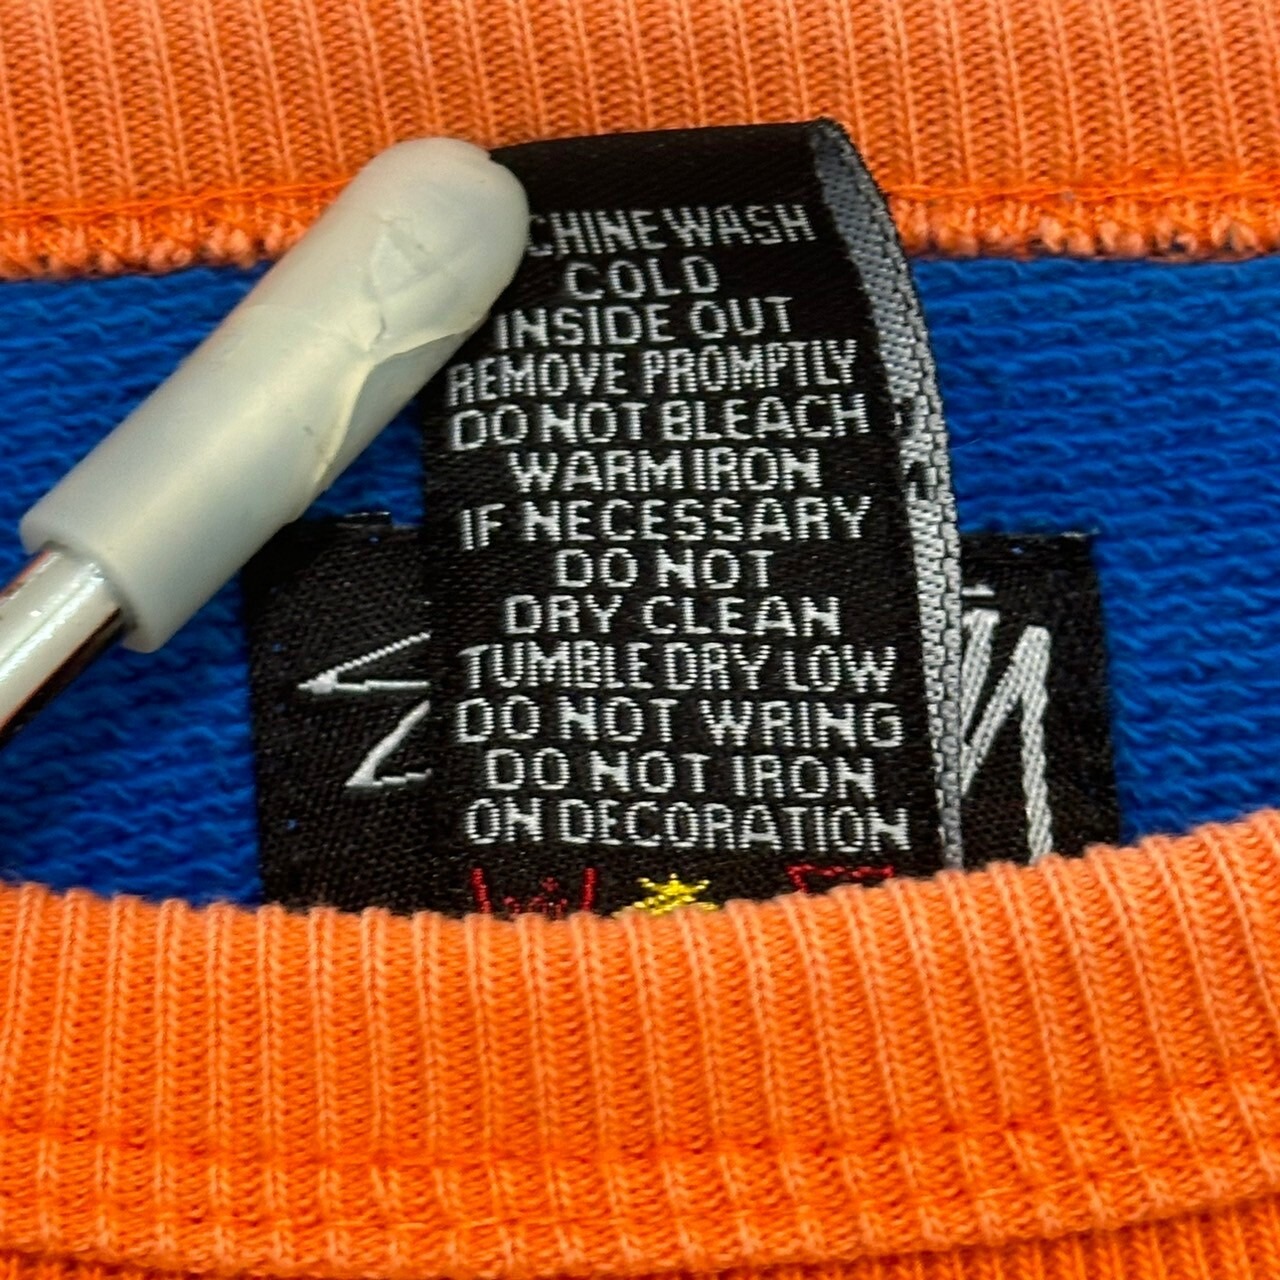 CHINE WASH
COLD
INSIDE OUT
REMOVE PROMPTLY
DO NOT BLEACH
WARM IRON
IF NECESSARY
DO NOT
DRY CLEAN
TUMBLE DRY LOW
DO NOT WRING
DO NOT IRON
ON DECORATION